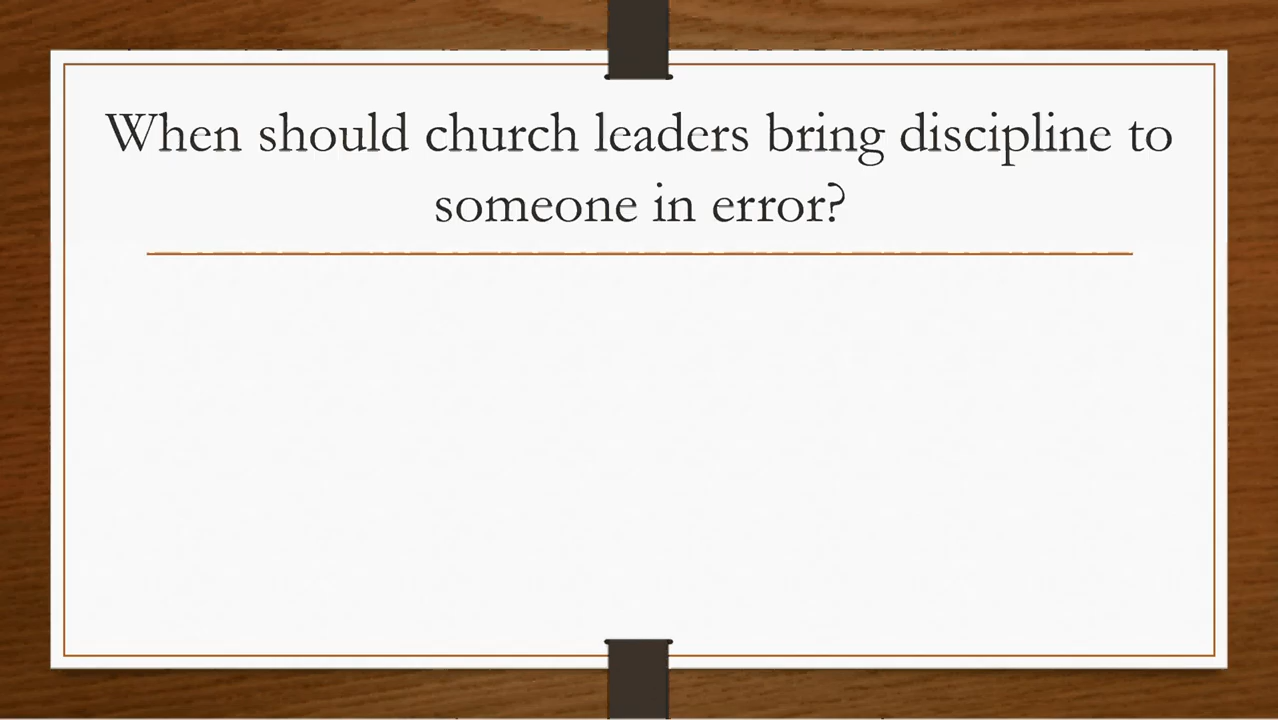 When should church leaders bring discipline to
someone in error?